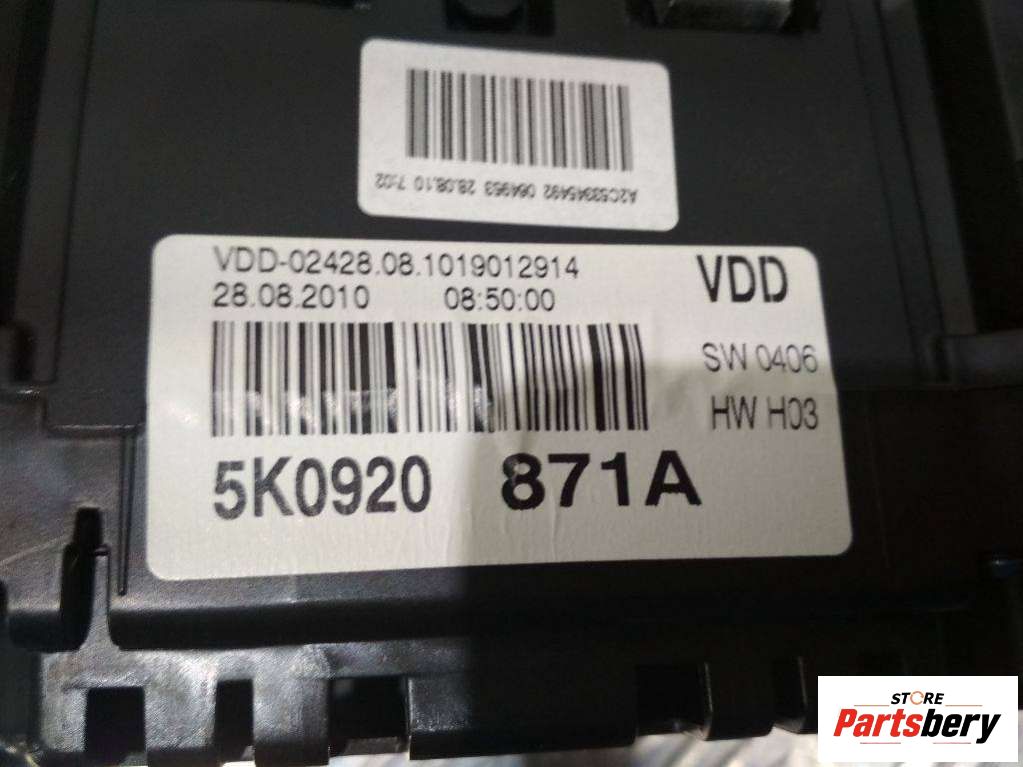 A2C53345492 064963 28.08.10 7:02
VDD-02428.08.1019012914
28.08.2010 08:50:00
VDD
SW 0406
HW H03
5K0920 871A
STORE
Partsbery